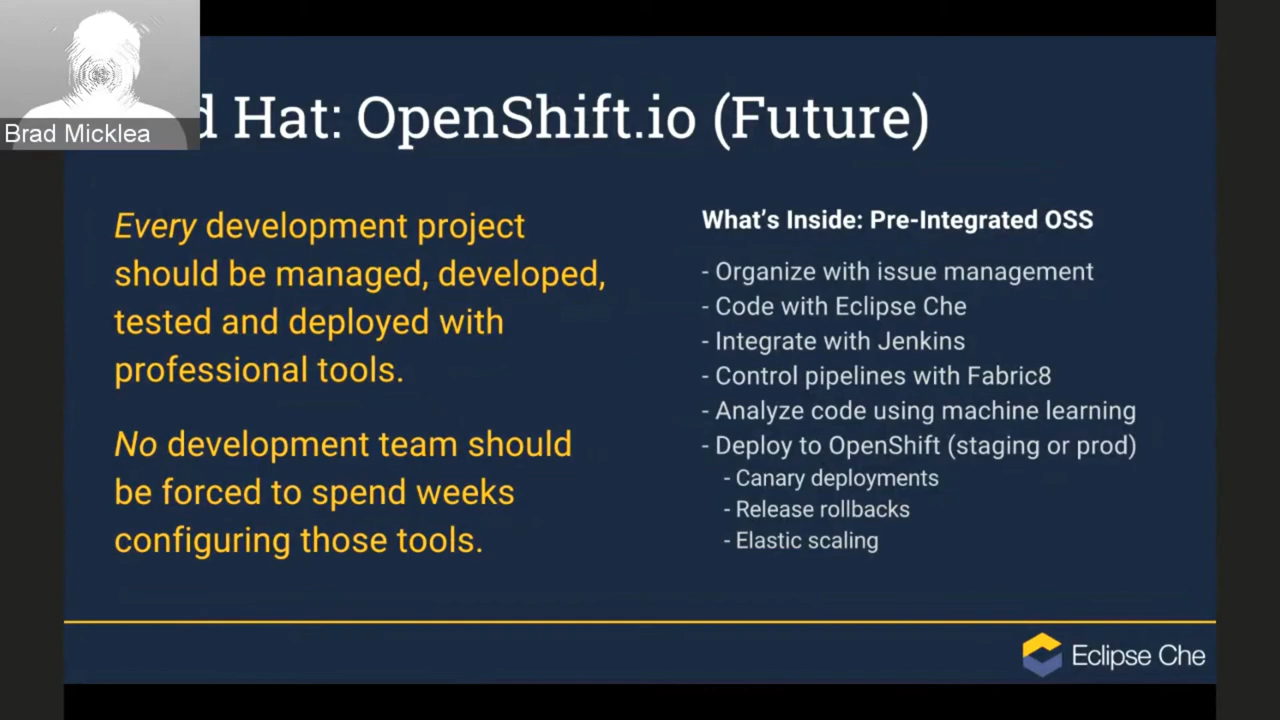 Brad Micklea
d Hat: OpenShift.io (Future)
Every development project
should be managed, developed,
tested and deployed with
professional tools.
No development team should
be forced to spend weeks
configuring those tools.
What's Inside: Pre-Integrated OSS
- Organize with issue management
- Code with Eclipse Che
- Integrate with Jenkins
- Control pipelines with Fabric8
- Analyze code using machine learning
- Deploy to OpenShift (staging or prod)
- Canary deployments
- Release rollbacks
- Elastic scaling
Eclipse Che